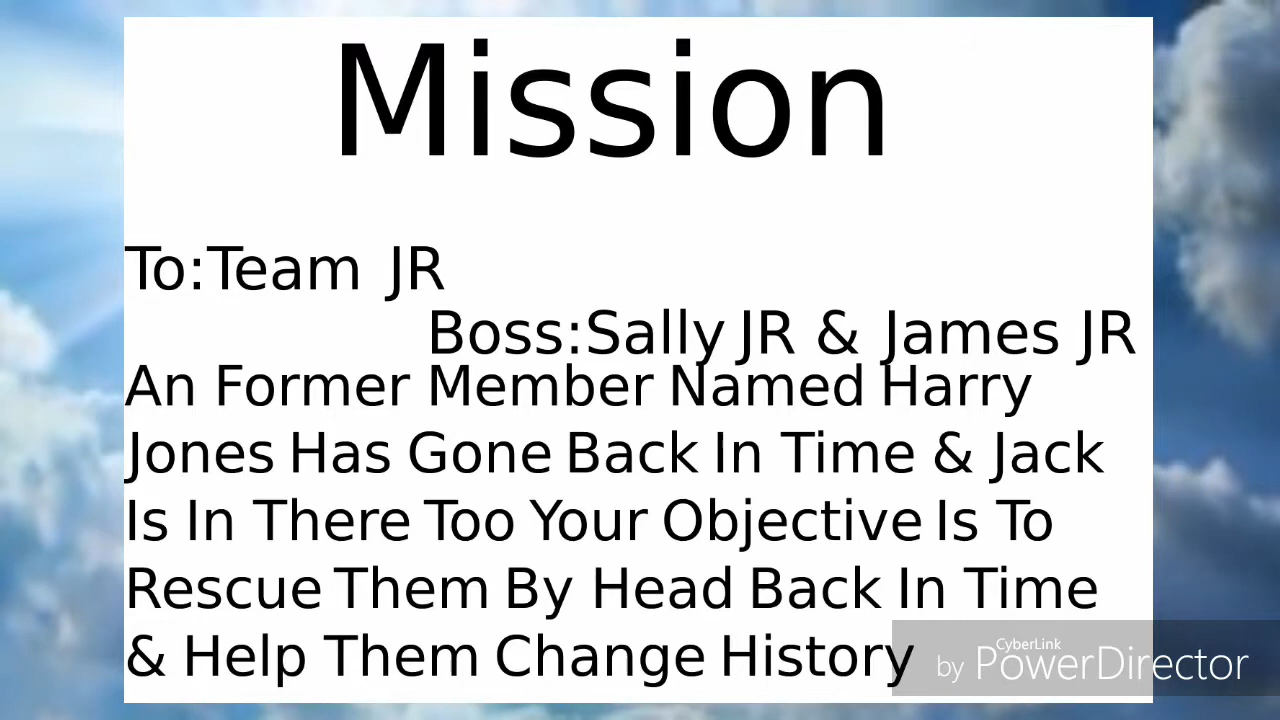 Mission
To:Team JR
Boss:Sally JR & James JR
An Former Member Named Harry
Jones Has Gone Back In Time & Jack
Is In There Too Your Objective Is To
Rescue Them By Head Back In Time
& Help Them Change History
CyberLink
by PowerDirector